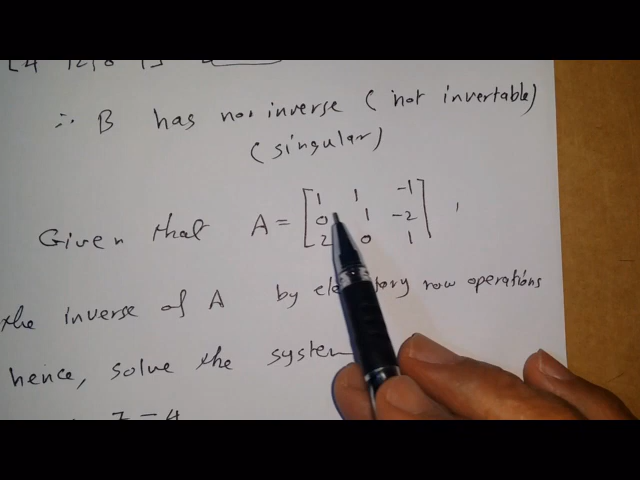 ∴ B has no inverse ( not invertable)
( singular)
Given that A = [ 1 1 -1
0 1 -2
2 0 1 ] ,
the inverse of A by row operations
hence, solve the system
= 4